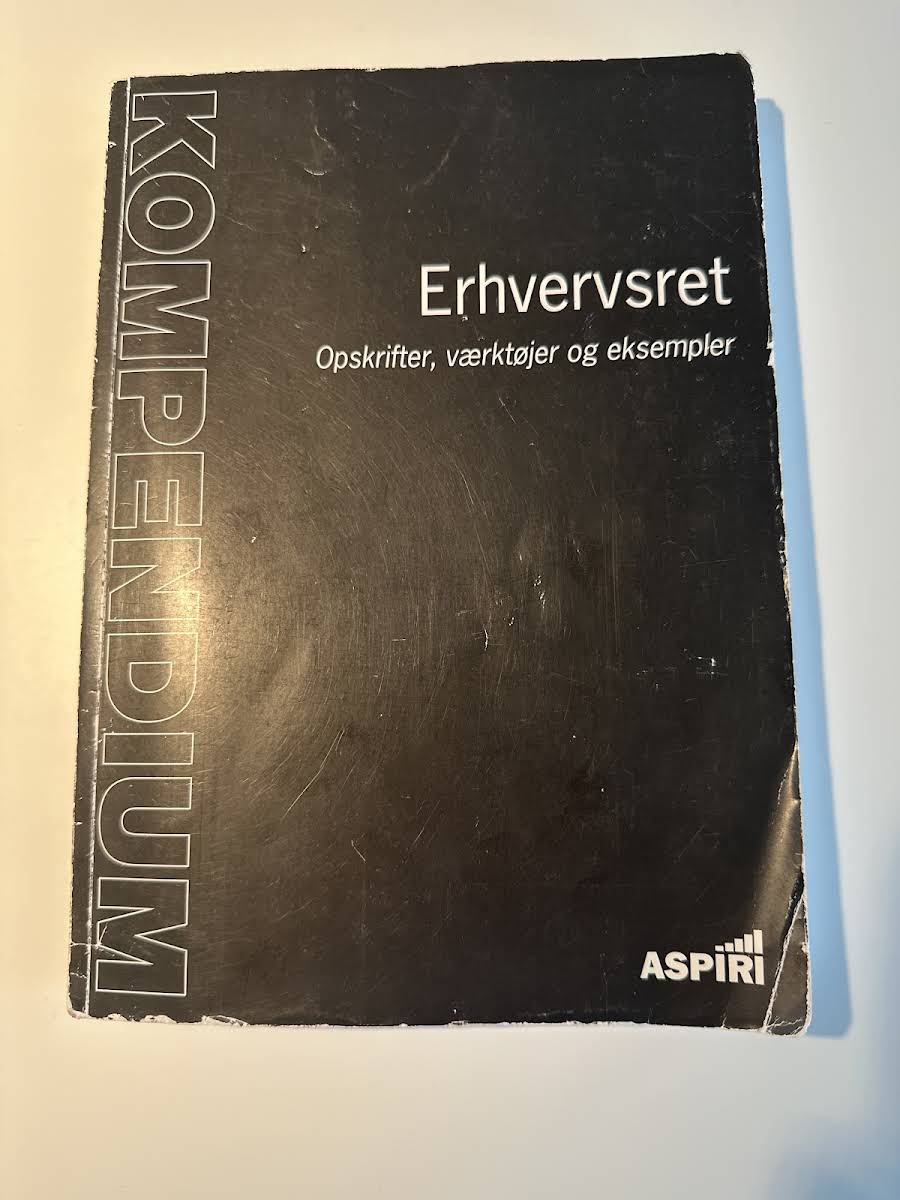 KOMPENDIUM
Erhvervsret
Opskrifter, værktøjer og eksempler
ASPIRI